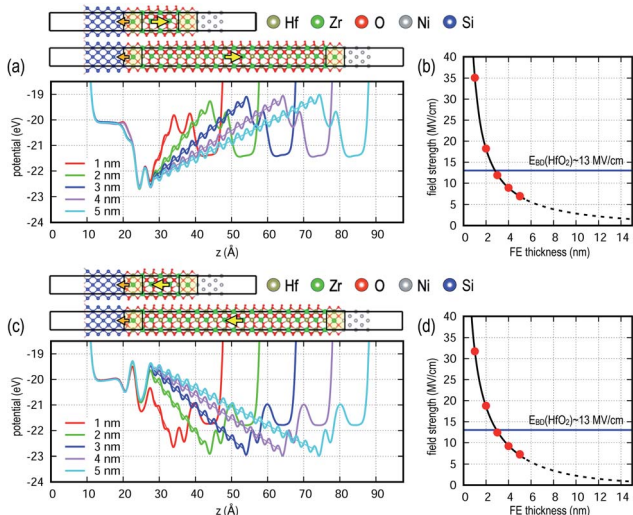 Hf Zr O Ni Si
(a)
potential (eV)
-19
-20
-21
-22
-23
-24
1 nm
2 nm
3 nm
4 nm
5 nm
0 10 20 30 40 50 60 70 80 90
z (Å)
(b)
field strength (MV/cm)
40
35
30
25
20
15
10
5
0
E_BD(HfO₂)~13 MV/cm
0 2 4 6 8 10 12 14
FE thickness (nm)
Hf Zr O Ni Si
(c)
potential (eV)
-19
-20
-21
-22
-23
-24
1 nm
2 nm
3 nm
4 nm
5 nm
0 10 20 30 40 50 60 70 80 90
z (Å)
(d)
field strength (MV/cm)
40
35
30
25
20
15
10
5
0
E_BD(HfO₂)~13 MV/cm
0 2 4 6 8 10 12 14
FE thickness (nm)